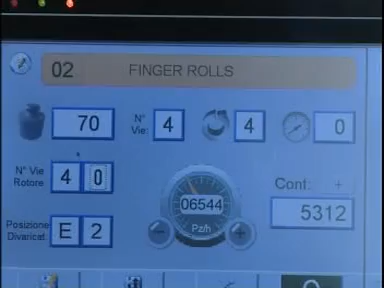 02 FINGER ROLLS
70 N° Vie: 4 4 0
N° Vie Rotore 4 0
06544
Pz/h
Cont: +
5312
Posizione Divaricat. E 2
- +